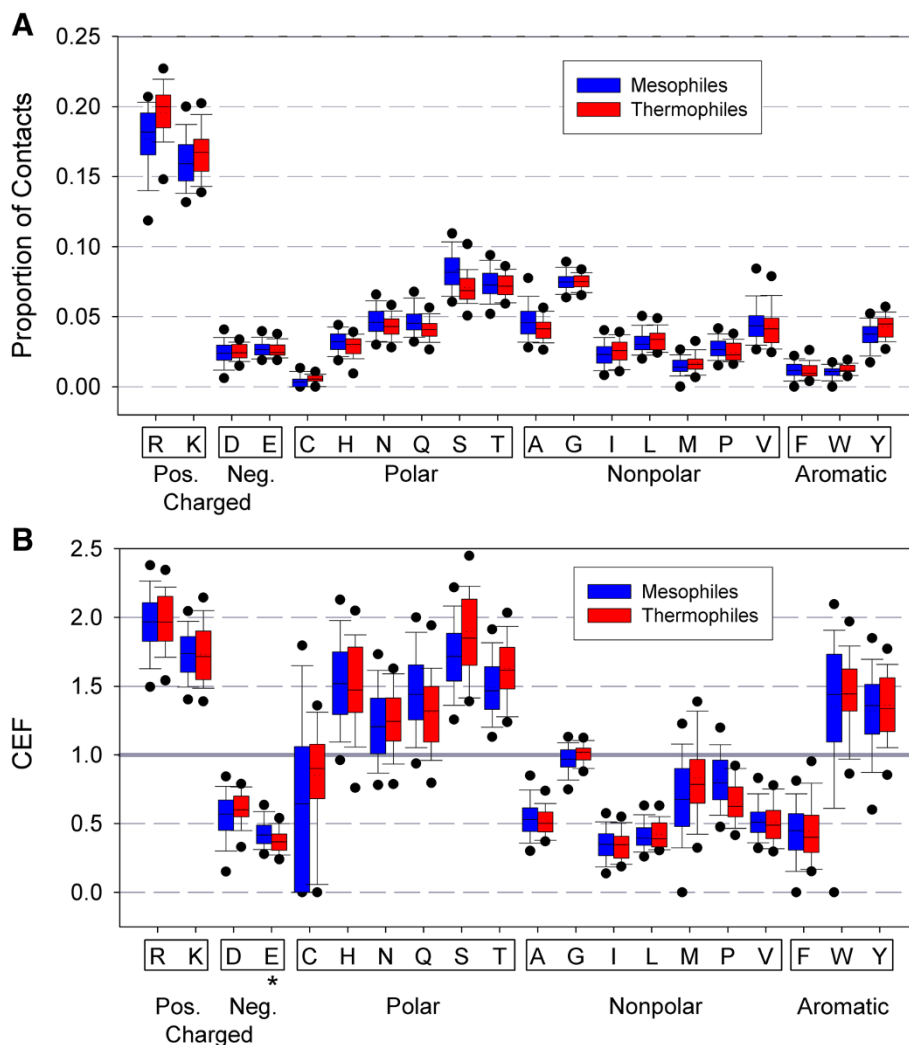 A
Proportion of Contacts
0.25
0.20
0.15
0.10
0.05
0.00
Mesophiles
Thermophiles
R K D E C H N Q S T A G I L M P V F W Y
Pos. Neg. Polar Nonpolar Aromatic
Charged
B
CEF
2.5
2.0
1.5
1.0
0.5
0.0
Mesophiles
Thermophiles
R K D E C H N Q S T A G I L M P V F W Y
*
Pos. Neg. Polar Nonpolar Aromatic
Charged